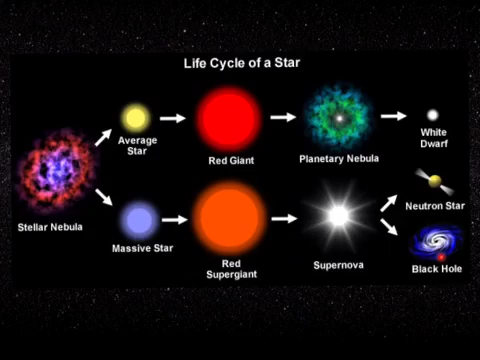 Life Cycle of a Star
Average
Star
Red Giant
Planetary Nebula
White
Dwarf
Stellar Nebula
Massive Star
Red
Supergiant
Supernova
Neutron Star
Black Hole